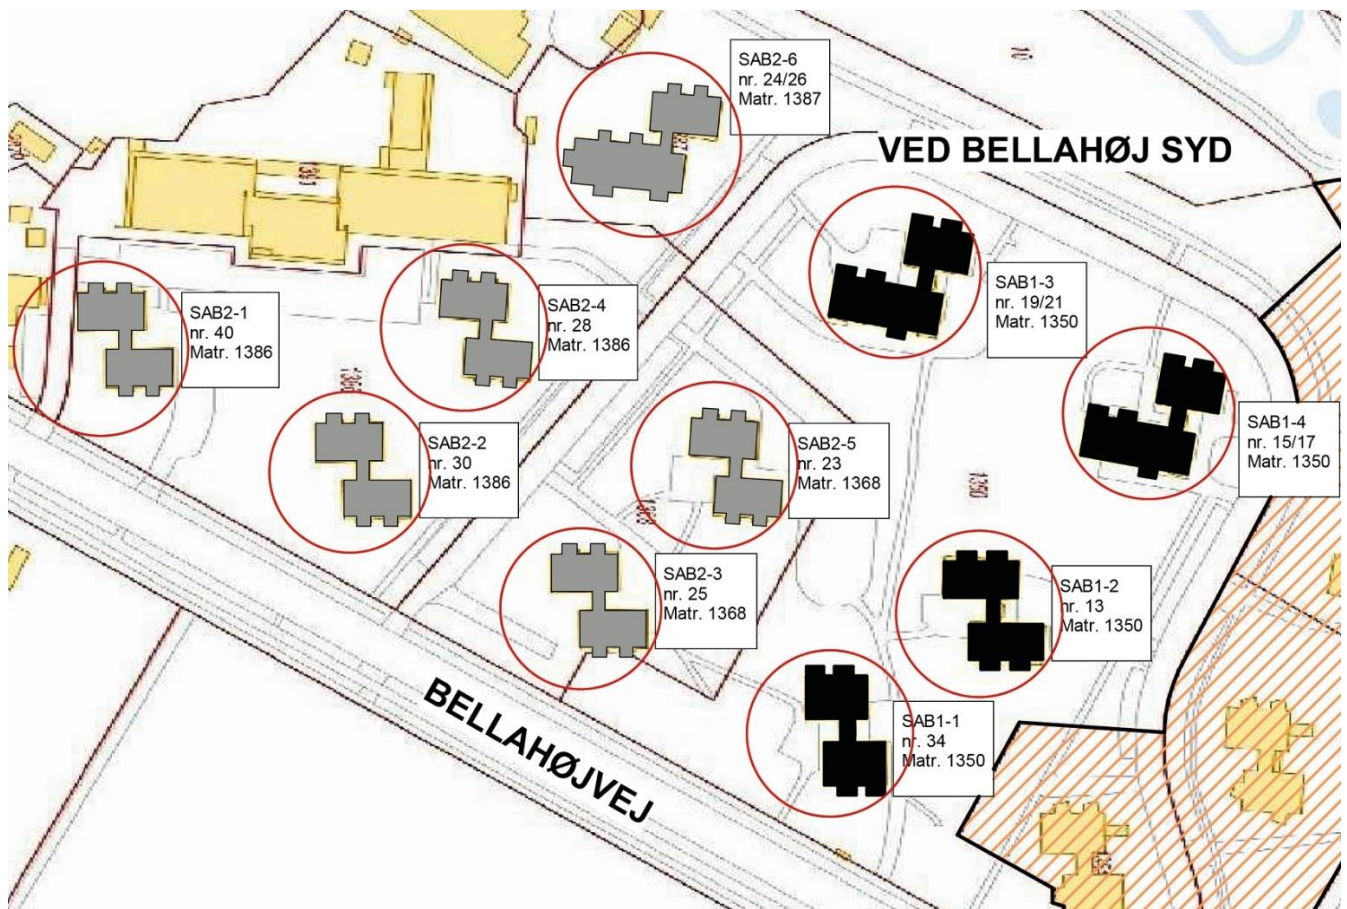 SAB2-6
nr. 24/26
Matr. 1387
VED BELLAHØJ SYD
SAB1-3
nr. 19/21
Matr. 1350
SAB2-1
nr. 40
Matr. 1386
SAB2-4
nr. 28
Matr. 1386
SAB2-2
nr. 30
Matr. 1386
SAB2-5
nr. 23
Matr. 1368
SAB1-4
nr. 15/17
Matr. 1350
1350
SAB2-3
nr. 25
Matr. 1368
SAB1-2
nr. 13
Matr. 1350
SAB1-1
nr. 34
Matr. 1350
BELLAHØJVEJ